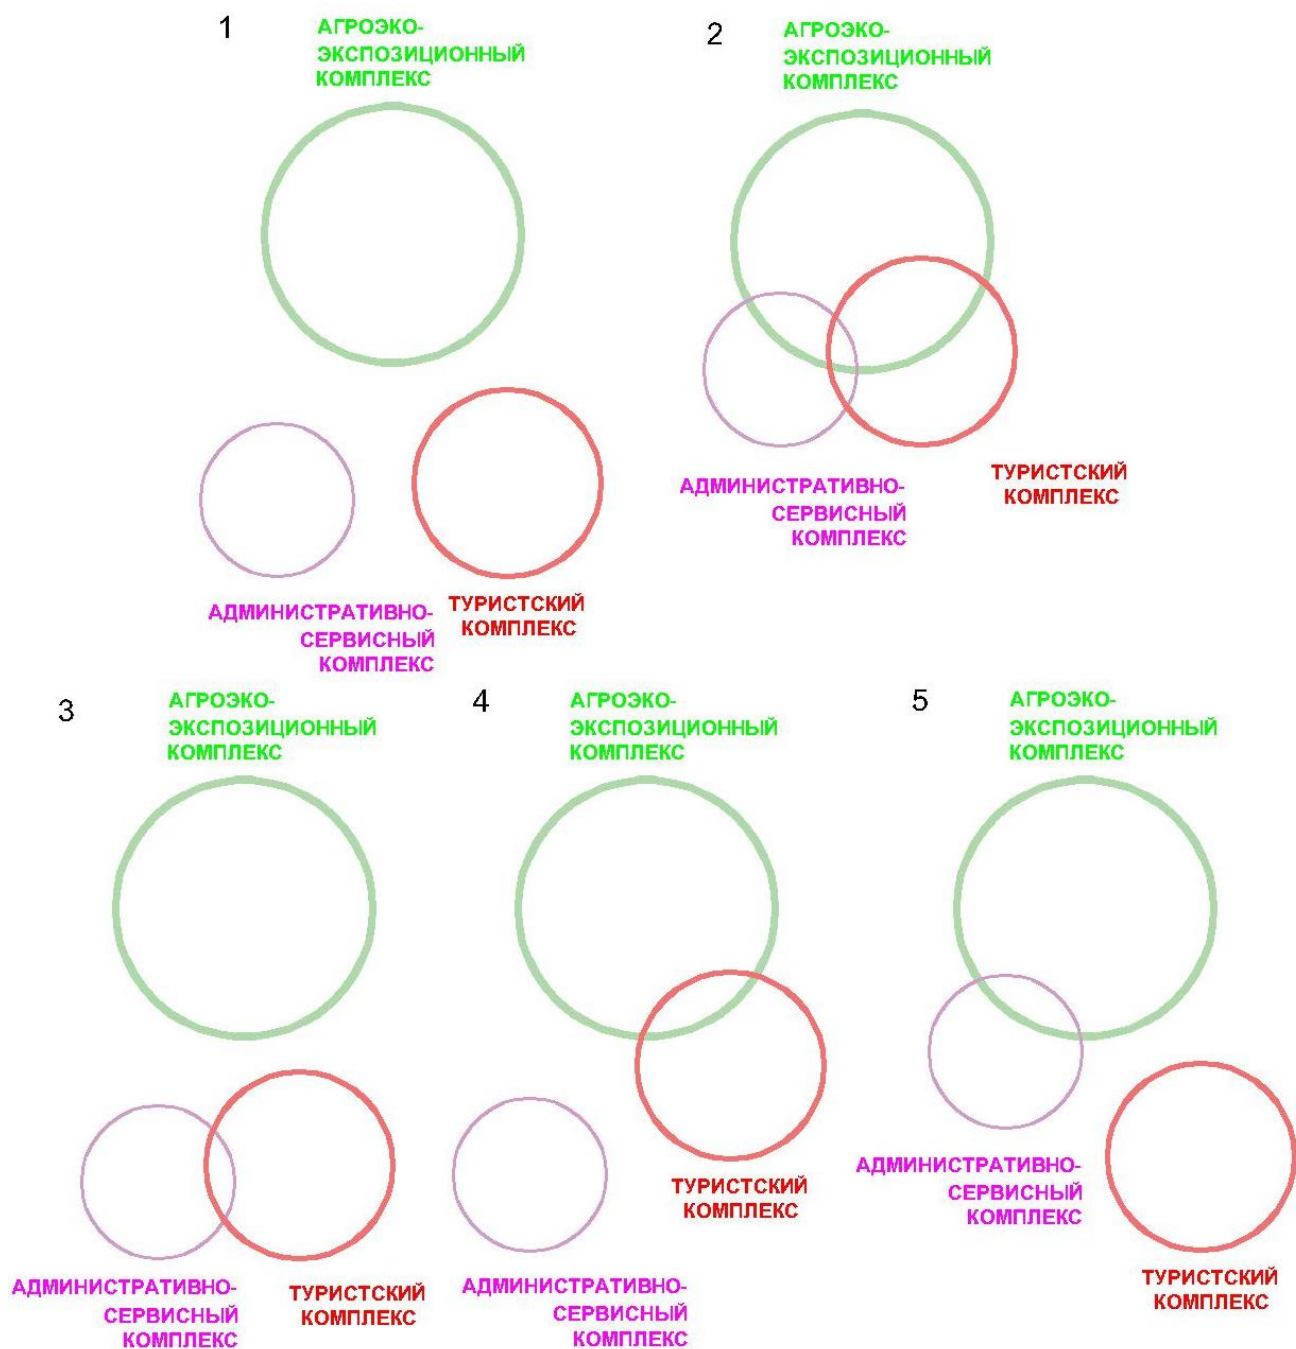 1
АГРОЭКО-
ЭКСПОЗИЦИОННЫЙ
КОМПЛЕКС
АДМИНИСТРАТИВНО-
СЕРВИСНЫЙ
КОМПЛЕКС
ТУРИСТСКИЙ
КОМПЛЕКС
2
АГРОЭКО-
ЭКСПОЗИЦИОННЫЙ
КОМПЛЕКС
АДМИНИСТРАТИВНО-
СЕРВИСНЫЙ
КОМПЛЕКС
ТУРИСТСКИЙ
КОМПЛЕКС
3
АГРОЭКО-
ЭКСПОЗИЦИОННЫЙ
КОМПЛЕКС
АДМИНИСТРАТИВНО-
СЕРВИСНЫЙ
КОМПЛЕКС
ТУРИСТСКИЙ
КОМПЛЕКС
4
АГРОЭКО-
ЭКСПОЗИЦИОННЫЙ
КОМПЛЕКС
ТУРИСТСКИЙ
КОМПЛЕКС
АДМИНИСТРАТИВНО-
СЕРВИСНЫЙ
КОМПЛЕКС
5
АГРОЭКО-
ЭКСПОЗИЦИОННЫЙ
КОМПЛЕКС
АДМИНИСТРАТИВНО-
СЕРВИСНЫЙ
КОМПЛЕКС
ТУРИСТСКИЙ
КОМПЛЕКС